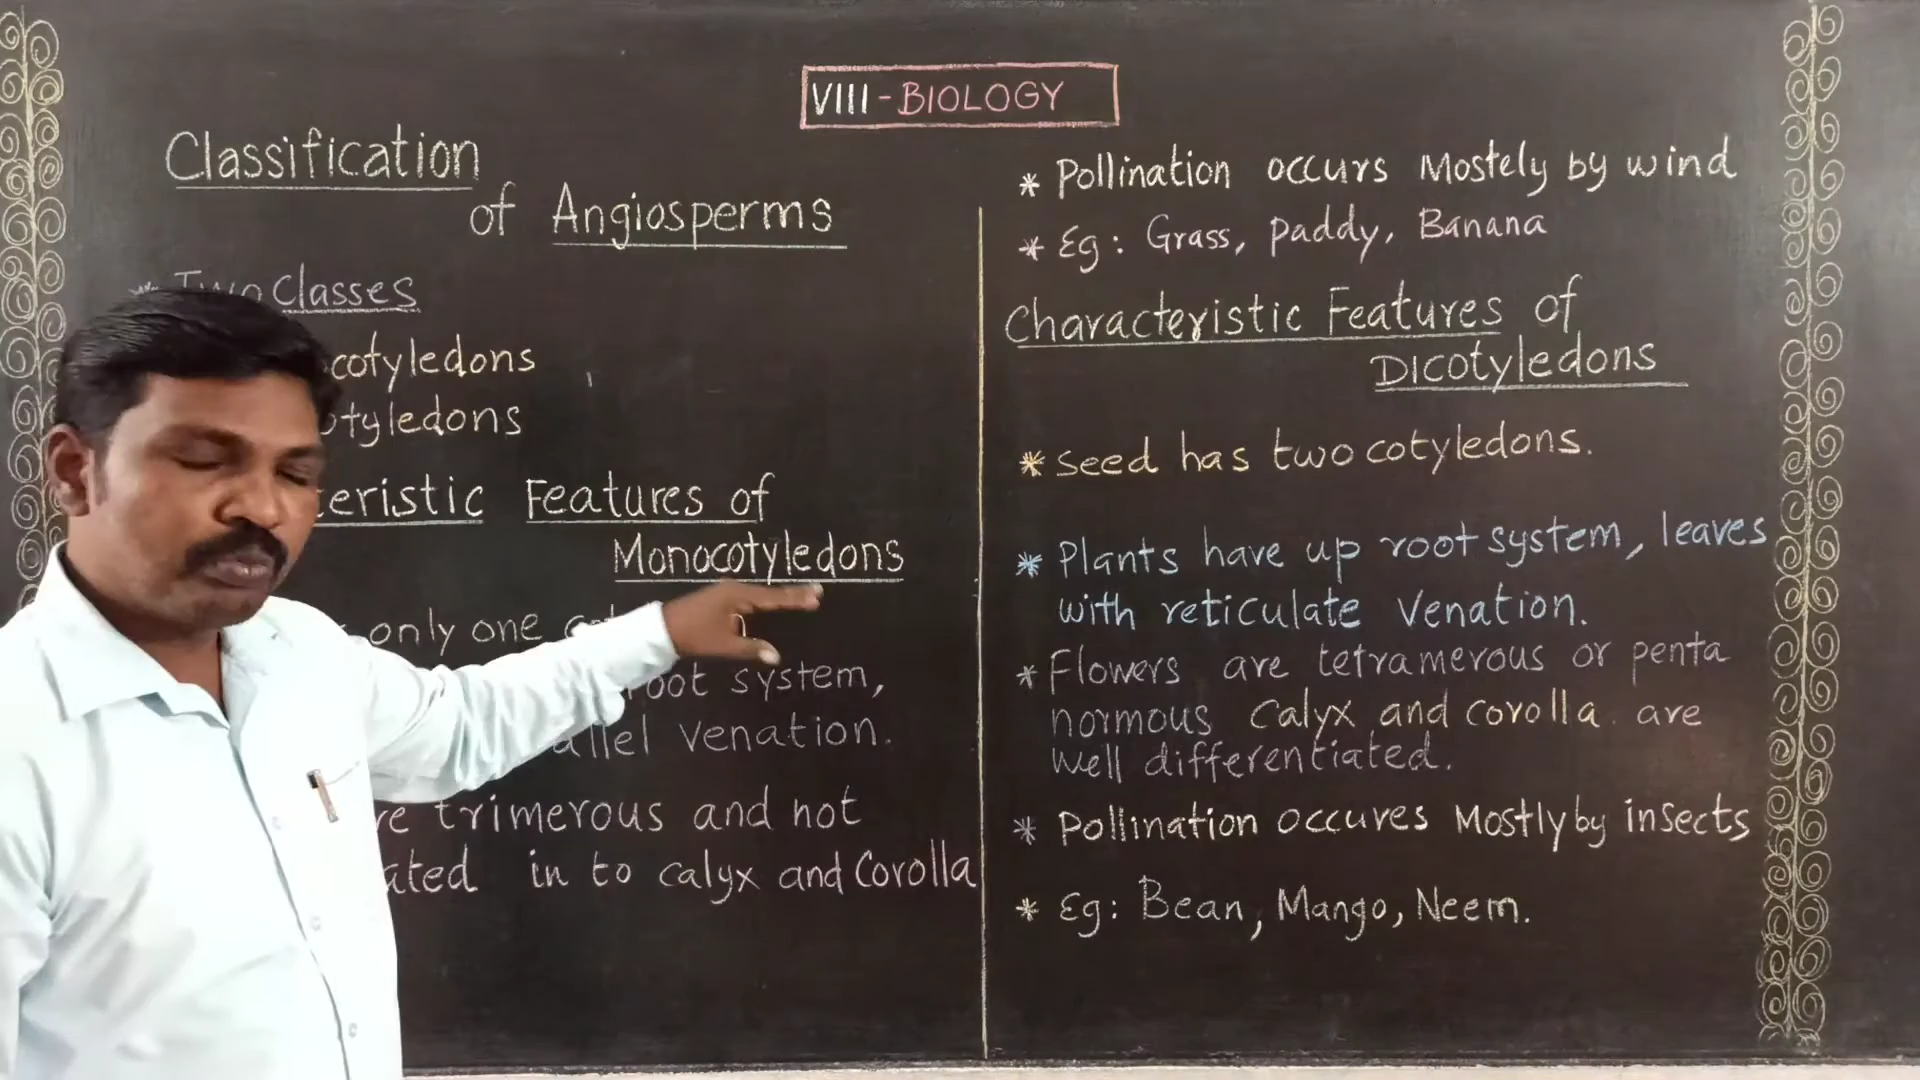 VIII - BIOLOGY
Classification
of Angiosperms
* Two Classes
cotyledons
otyledons
teristic Features of
Monocotyledons
only one
root system,
allel venation.
re trimerous and not
ated in to calyx and Corolla
* Pollination occurs Mostely by wind
* Eg: Grass, paddy, Banana
Characteristic Features of
DICotyledons
* Seed has two cotyledons.
* Plants have up root system, leaves
with reticulate Venation.
* Flowers are tetramerous or penta
normous Calyx and corolla are
well differentiated.
* Pollination occures Mostly by insects
* Eg: Bean, Mango, Neem.